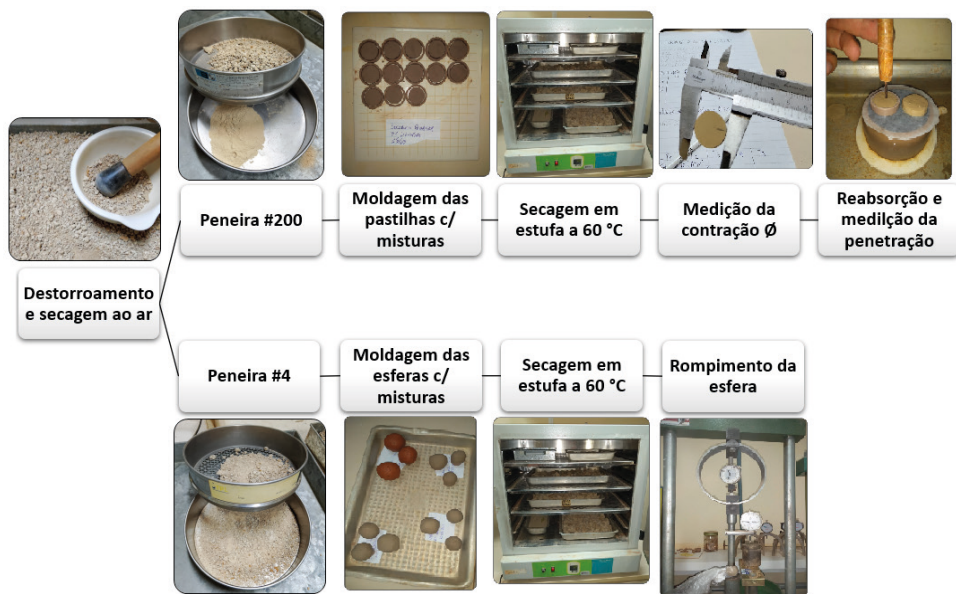 Destorroamento
e secagem ao ar
Peneira #200
Moldagem das
pastilhas c/
misturas
Secagem em
estufa a 60 °C
Medição da
contração Ø
Reabsorção e
medilção da
penetração
Peneira #4
Moldagem das
esferas c/
misturas
Secagem em
estufa a 60 °C
Rompimento da
esfera